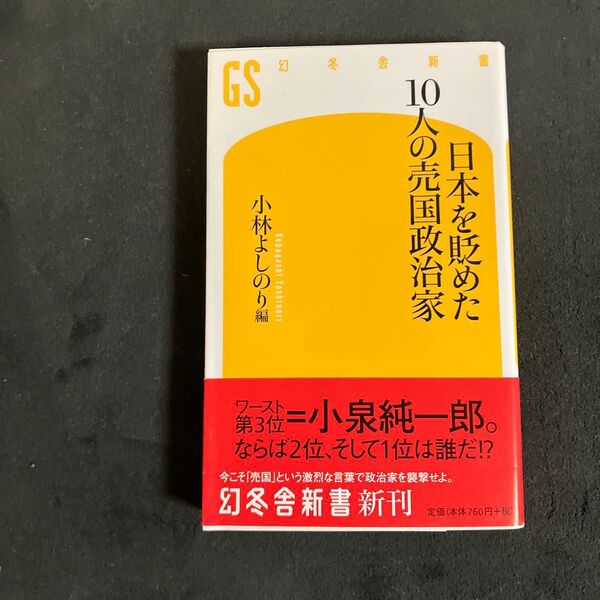 GS 幻冬舎新書
日本を貶めた
10人の売国政治家
小林よしのり編
Kobayashi Yoshinori
ワースト
第3位=小泉純一郎。
ならば2位、そして1位は誰だ!?
今こそ「売国」という激烈な言葉で政治家を襲撃せよ。
幻冬舎新書 新刊
定価(本体760円+税)